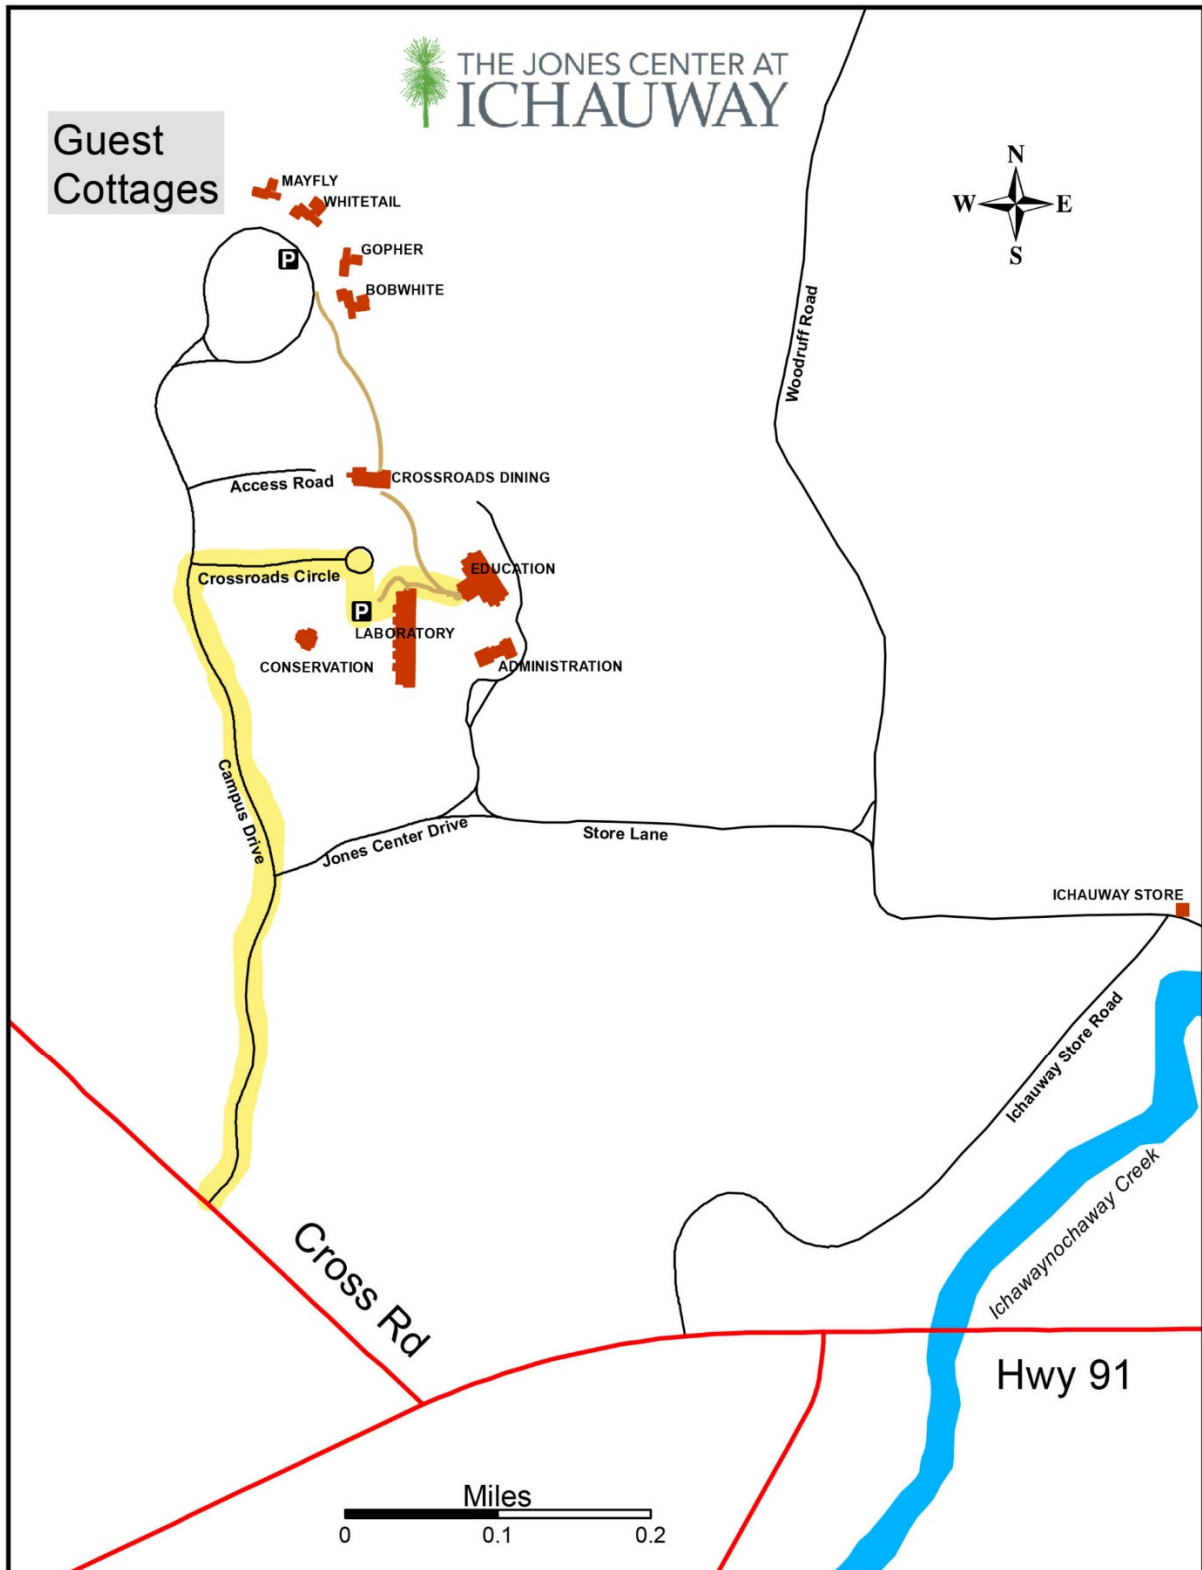 THE JONES CENTER AT
ICHAUWAY
Guest
Cottages
MAYFLY
WHITETAIL
GOPHER
BOBWHITE
N
W
E
S
Woodruff Road
CROSSROADS DINING
Access Road
Crossroads Circle
EDUCATION
P
P
LABORATORY
CONSERVATION
ADMINISTRATION
Campus Drive
Jones Center Drive
Store Lane
ICHAUWAY STORE
Ichauway Store Road
Ichawaynochaway Creek
Cross Rd
Hwy 91
Miles
0
0.1
0.2